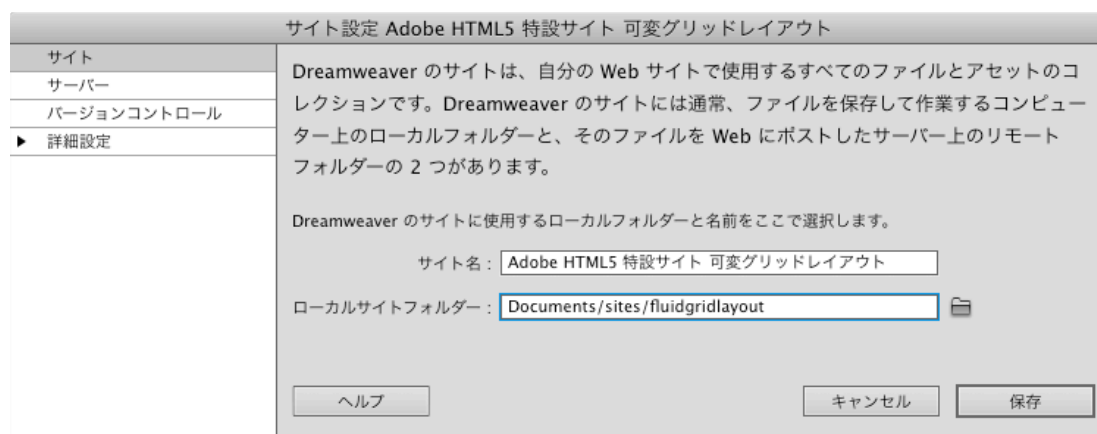 サイト設定 Adobe HTML5 特設サイト 可変グリッドレイアウト
サイト
サーバー
バージョンコントロール
詳細設定
Dreamweaver のサイトは、自分の Web サイトで使用するすべてのファイルとアセットのコ
レクションです。Dreamweaver のサイトには通常、ファイルを保存して作業するコンピュー
ター上のローカルフォルダーと、そのファイルを Web にポストしたサーバー上のリモート
フォルダーの 2 つがあります。
Dreamweaver のサイトに使用するローカルフォルダーと名前をここで選択します。
サイト名 : Adobe HTML5 特設サイト 可変グリッドレイアウト
ローカルサイトフォルダー : Documents/sites/fluidgridlayout
ヘルプ キャンセル 保存